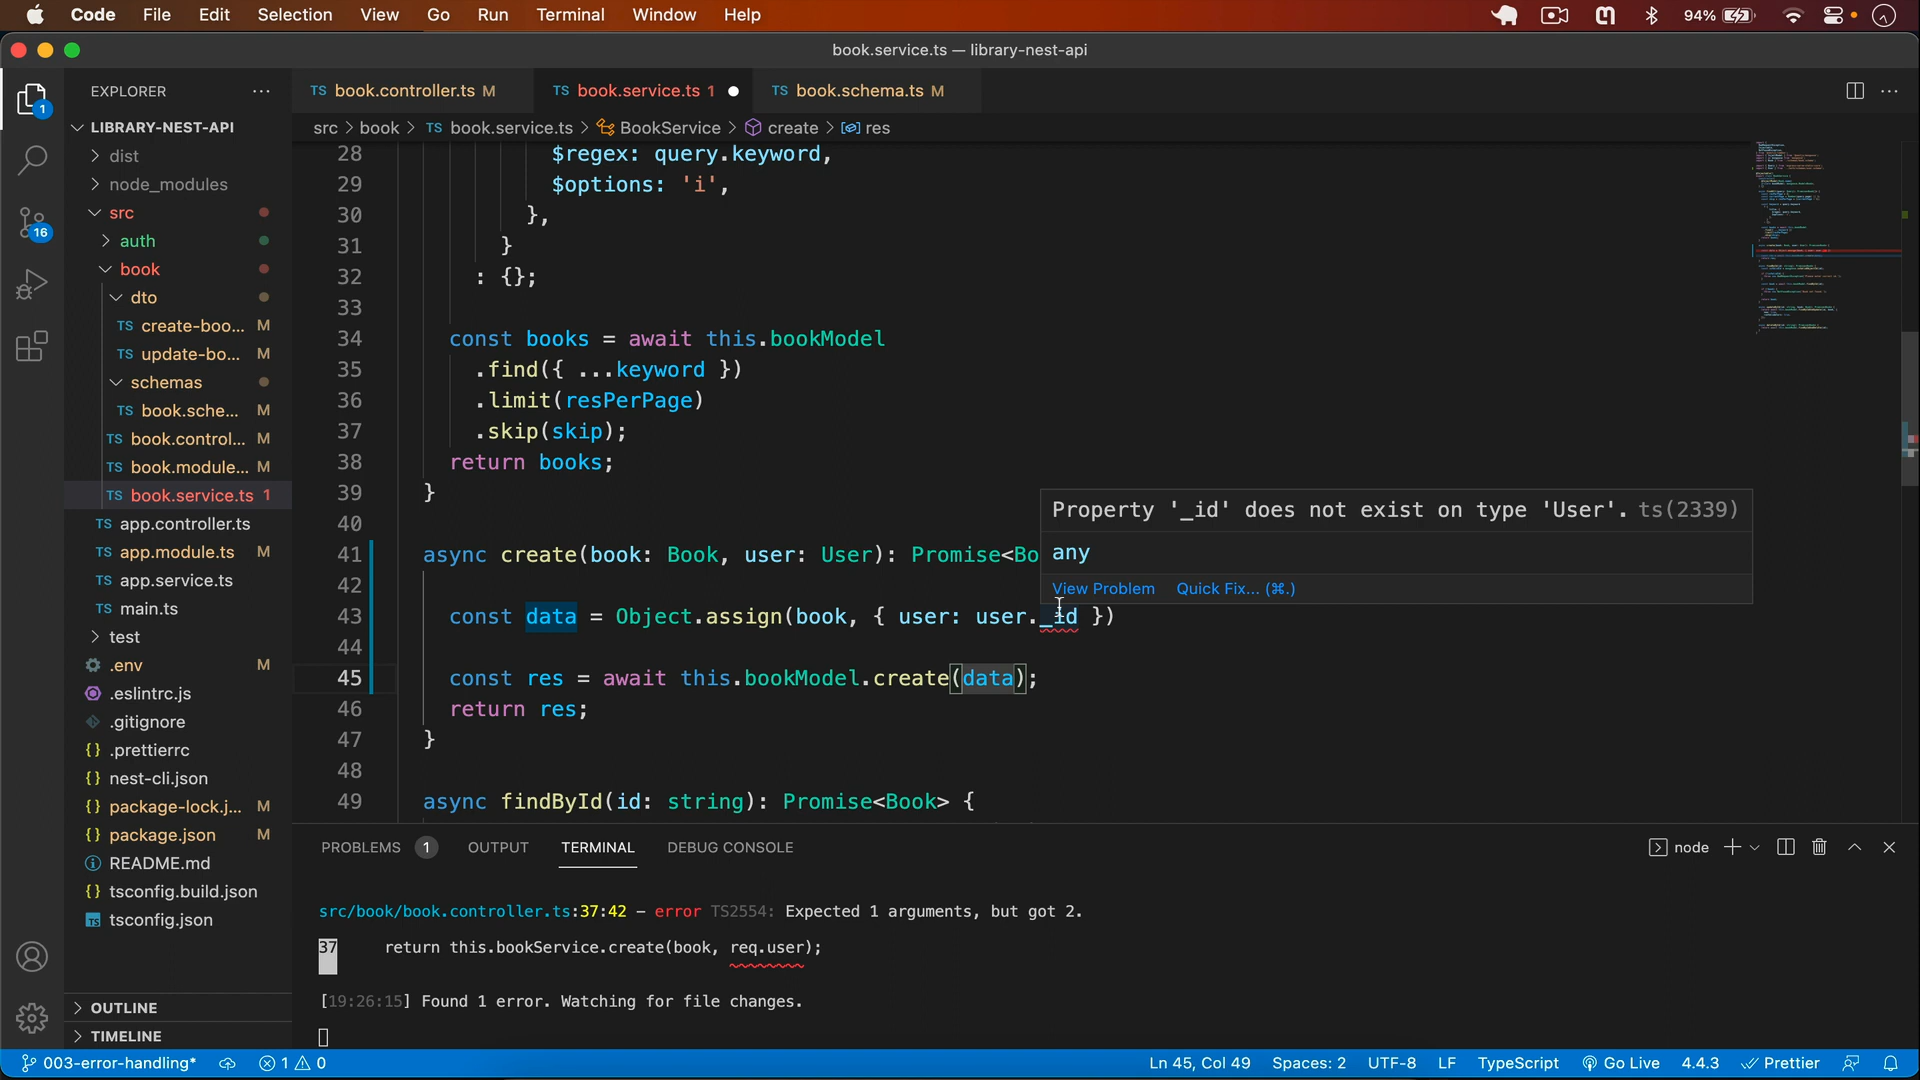 Code File Edit Selection View Go Run Terminal Window Help 94%
book.service.ts — library-nest-api
EXPLORER
TS book.controller.ts M
TS book.service.ts 1
TS book.schema.ts M
src > book > TS book.service.ts > BookService > create > res
LIBRARY-NEST-API
dist
node_modules
src
auth
book
dto
TS create-boo... M
TS update-bo... M
schemas
TS book.sche... M
TS book.control... M
TS book.module... M
TS book.service.ts 1
TS app.controller.ts
TS app.module.ts M
TS app.service.ts
TS main.ts
test
.env M
.eslintrc.js
.gitignore
{} .prettierrc
{} nest-cli.json
{} package-lock.j... M
{} package.json M
README.md
{} tsconfig.build.json
TS tsconfig.json
OUTLINE
TIMELINE
1
16
28 $regex: query.keyword,
29 $options: 'i',
30 },
31 }
32 : {};
33
34 const books = await this.bookModel
35 .find({ ...keyword })
36 .limit(resPerPage)
37 .skip(skip);
38 return books;
39 }
40
41 async create(book: Book, user: User): Promise<Bo
42
43 const data = Object.assign(book, { user: user._id })
44
45 const res = await this.bookModel.create(data);
46 return res;
47 }
48
49 async findById(id: string): Promise<Book> {
Property '_id' does not exist on type 'User'. ts(2339)
any
View Problem Quick Fix... (⌘.)
PROBLEMS 1 OUTPUT TERMINAL DEBUG CONSOLE
node
src/book/book.controller.ts:37:42 - error TS2554: Expected 1 arguments, but got 2.
37 return this.bookService.create(book, req.user);
[19:26:15] Found 1 error. Watching for file changes.
003-error-handling* 1 0 Ln 45, Col 49 Spaces: 2 UTF-8 LF TypeScript Go Live 4.4.3 Prettier